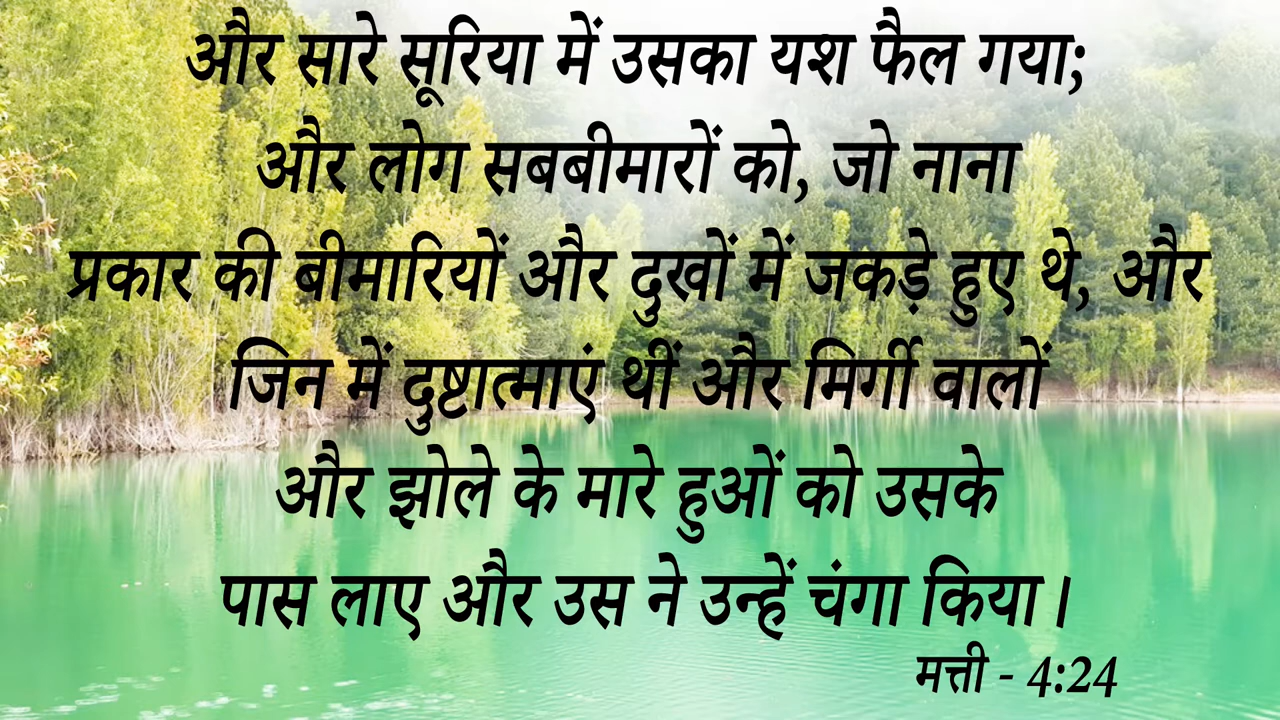 और सारे सूरिया में उसका यश फैल गया;
और लोग सबबीमारों को, जो नाना
प्रकार की बीमारियों और दुखों में जकड़े हुए थे, और
जिन में दुष्टात्माएं थीं और मिर्गी वालों
और झोले के मारे हुओं को उसके
पास लाए और उस ने उन्हें चंगा किया।
मत्ती - 4:24